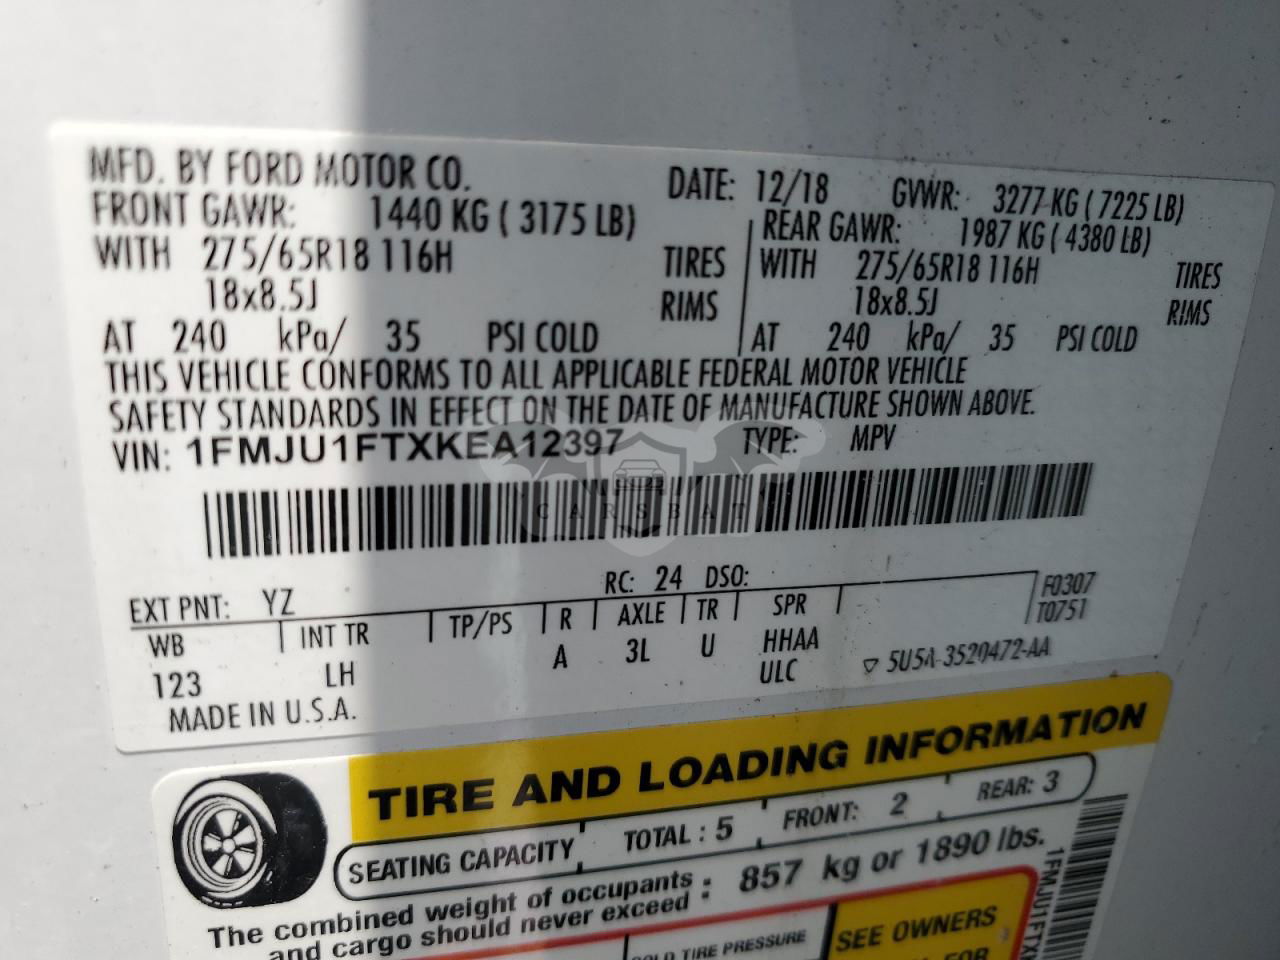 MFD. BY FORD MOTOR CO. DATE: 12/18 GVWR: 3277 KG (7225 LB)
FRONT GAWR: 1440 KG (3175 LB) REAR GAWR: 1987 KG (4380 LB)
WITH 275/65R18 116H TIRES WITH 275/65R18 116H TIRES
18x8.5J RIMS 18x8.5J RIMS
AT 240 kPa/ 35 PSI COLD AT 240 kPa/ 35 PSI COLD
THIS VEHICLE CONFORMS TO ALL APPLICABLE FEDERAL MOTOR VEHICLE
SAFETY STANDARDS IN EFFECT ON THE DATE OF MANUFACTURE SHOWN ABOVE.
VIN: 1FMJU1FTXKEA12397 TYPE: MPV
CARSBAT
EXT PNT: YZ RC: 24 DSO: F0307
WB INT TR TP/PS R AXLE TR SPR T0751
123 LH A 3L U HHAA
ULC ▽ 5U5A-3520472-AA
MADE IN U.S.A.
TIRE AND LOADING INFORMATION
SEATING CAPACITY TOTAL : 5 FRONT: 2 REAR: 3
The combined weight of occupants : 857 kg or 1890 lbs.
and cargo should never exceed
TIRE PRESSURE SEE OWNERS
FOR
1FMJU1FTX